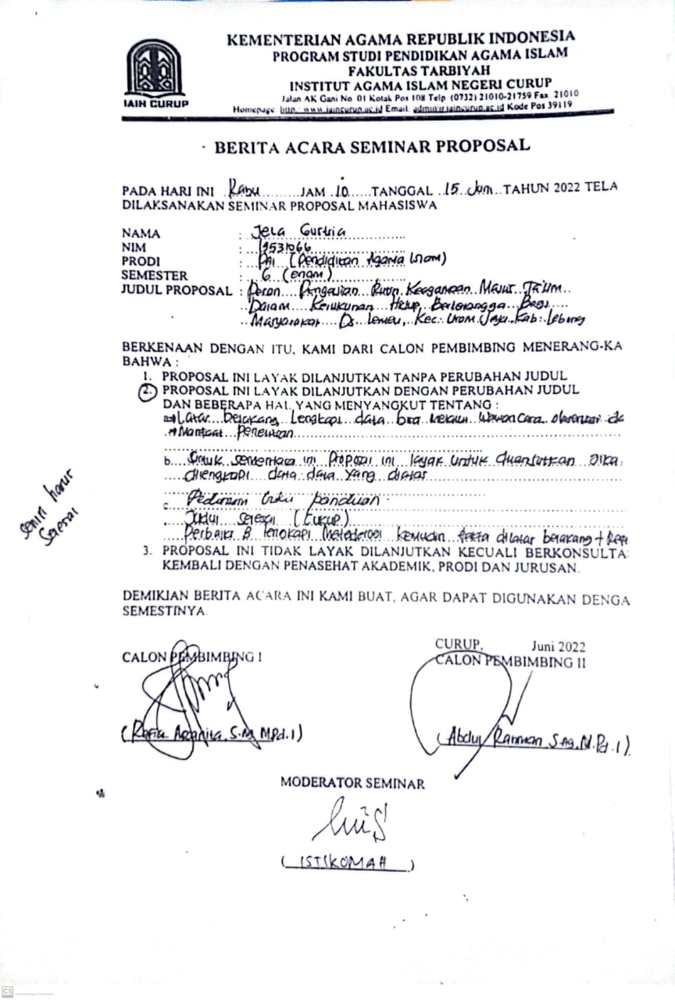 IAIN CURUP
KEMENTERIAN AGAMA REPUBLIK INDONESIA
PROGRAM STUDI PENDIDIKAN AGAMA ISLAM
FAKULTAS TARBIYAH
INSTITUT AGAMA ISLAM NEGERI CURUP
Jalan AK Gani No. 01 Kotak Pos 108 Telp (0732) 21010-21759 Fax 21010
Homepage http://www.iaincurup.ac.id Email: admin@iaincurup.ac.id Kode Pos 39119
BERITA ACARA SEMINAR PROPOSAL
PADA HARI INI Rabu JAM 10 TANGGAL 15 Juni TAHUN 2022 TELA
DILAKSANAKAN SEMINAR PROPOSAL MAHASISWA
NAMA : Jela Gustria
NIM : 19531066
PRODI : PAI (Pendidikan Agama Islam)
SEMESTER : 6 (enam)
JUDUL PROPOSAL : Peran Pengajian Rutin Keagamaan Majlis Ta'lim
Dalam Kerukunan Hidup Bertetangga Bagi
Masyarakat Ds Lemeu, Kec. Uram Jaya Kab. Lebong
BERKENAAN DENGAN ITU, KAMI DARI CALON PEMBIMBING MENERANG-KA
BAHWA :
1. PROPOSAL INI LAYAK DILANJUTKAN TANPA PERUBAHAN JUDUL
2. PROPOSAL INI LAYAK DILANJUTKAN DENGAN PERUBAHAN JUDUL
DAN BEBERAPA HAL YANG MENYANGKUT TENTANG :
Latar belakang Lengkapi data bisa melalui wawancara observasi
Manfaat Penelitian
b. Untuk sementara ini Proposal ini layak untuk dilanjutkan Jika
dilengkapi data data yang diatas
c. Pedomani buku panduan
Judul selesai (Cukup)
Perbaiki & lengkapi Metodologi kemudian fakta dilatar belakang +
3. PROPOSAL INI TIDAK LAYAK DILANJUTKAN KECUALI BERKONSULTA
KEMBALI DENGAN PENASEHAT AKADEMIK, PRODI DAN JURUSAN.
senin harus
selesai
DEMIKIAN BERITA ACARA INI KAMI BUAT, AGAR DAPAT DIGUNAKAN DENGA
SEMESTINYA.
CURUP, Juni 2022
CALON PEMBIMBING I
CALON PEMBIMBING II
(Rafia Arcanita, S.Ag M.Pd.I)
(Abdul Rahman, S.Ag, M.Pd.I)
MODERATOR SEMINAR
(ISTIKOMAH)
CS